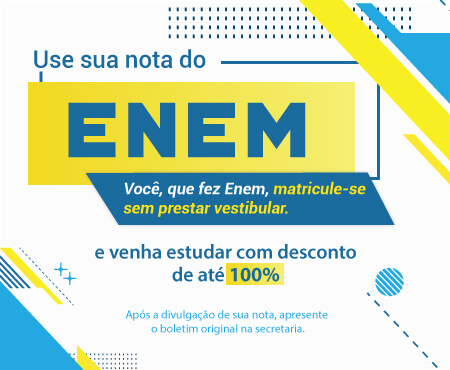 Use sua nota do
ENEM
Você, que fez Enem, matricule-se
sem prestar vestibular.
e venha estudar com desconto
de até 100%
Após a divulgação de sua nota, apresente
o boletim original na secretaria.